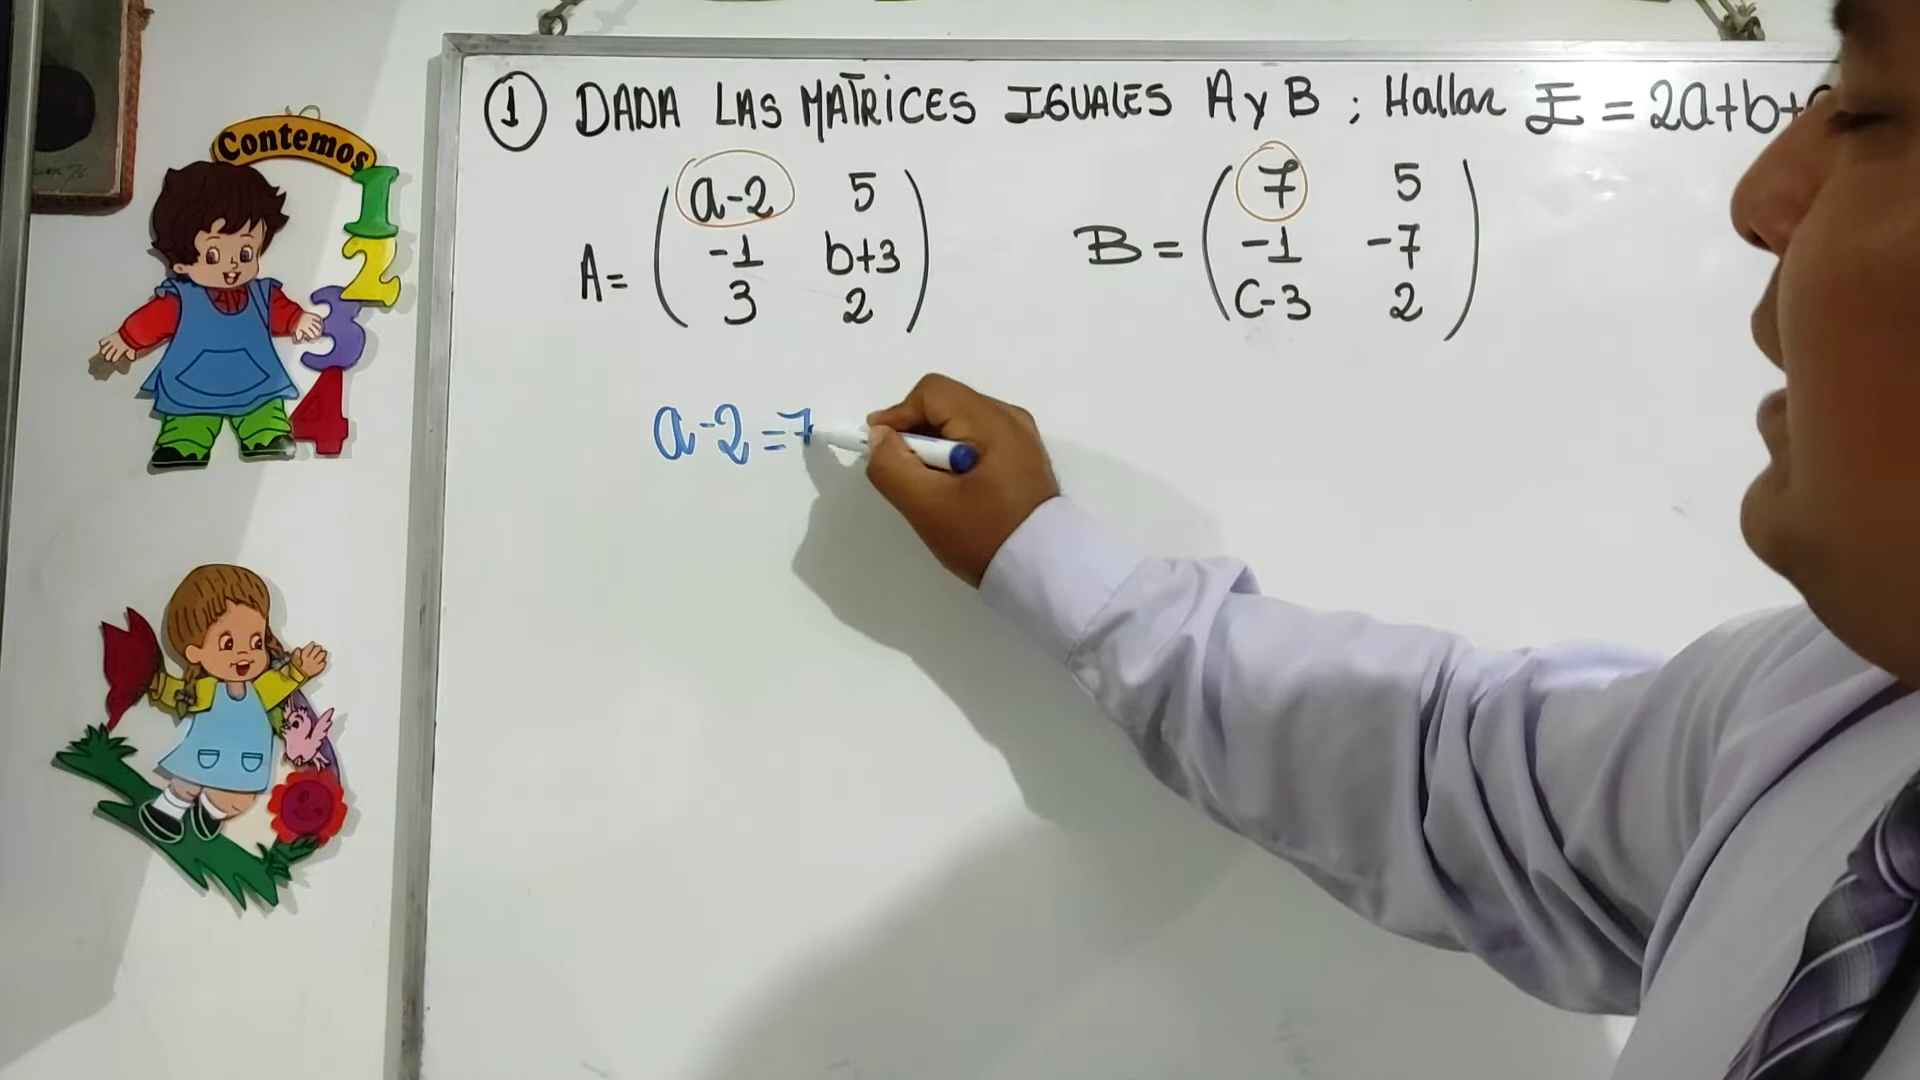 Contemos
1
2
3
4
1 DADA LAS MATRICES IGUALES A y B ; Hallar E = 2a+b+
A = ( a-2 5
-1 b+3
3 2 )
B = ( 7 5
-1 -7
C-3 2 )
a-2=7